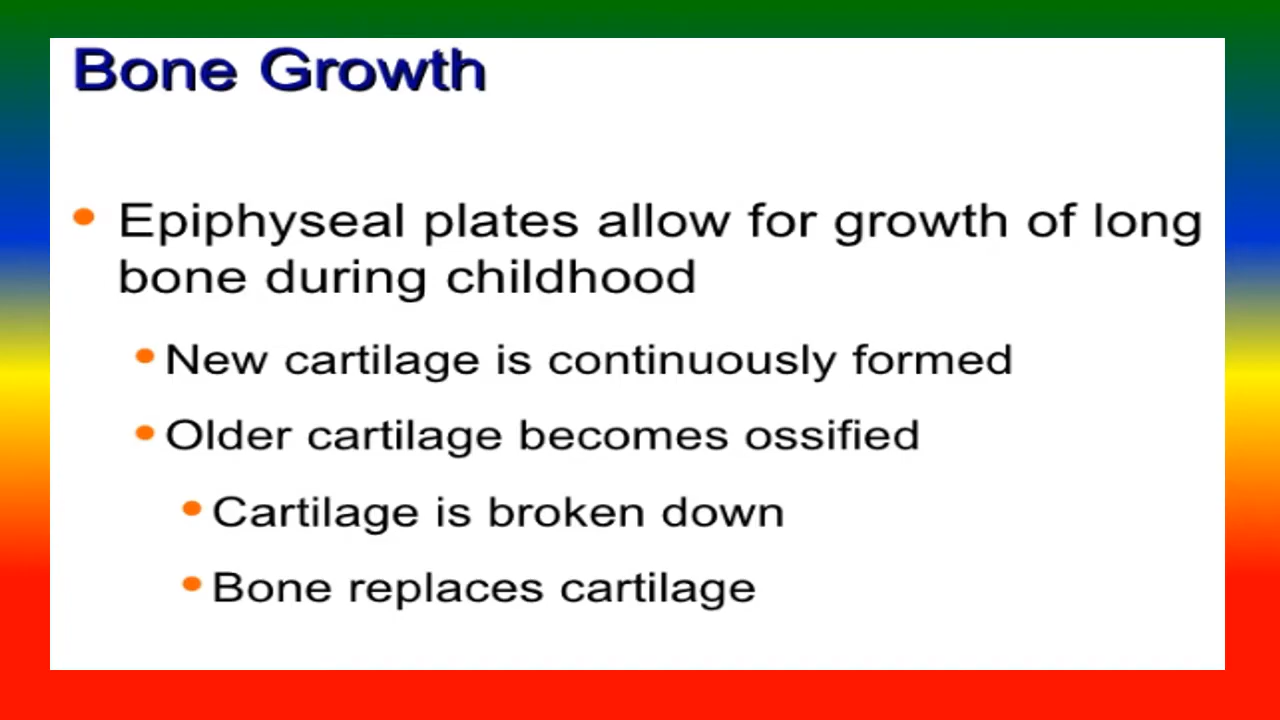 Bone Growth
• Epiphyseal plates allow for growth of long
bone during childhood
• New cartilage is continuously formed
• Older cartilage becomes ossified
• Cartilage is broken down
• Bone replaces cartilage